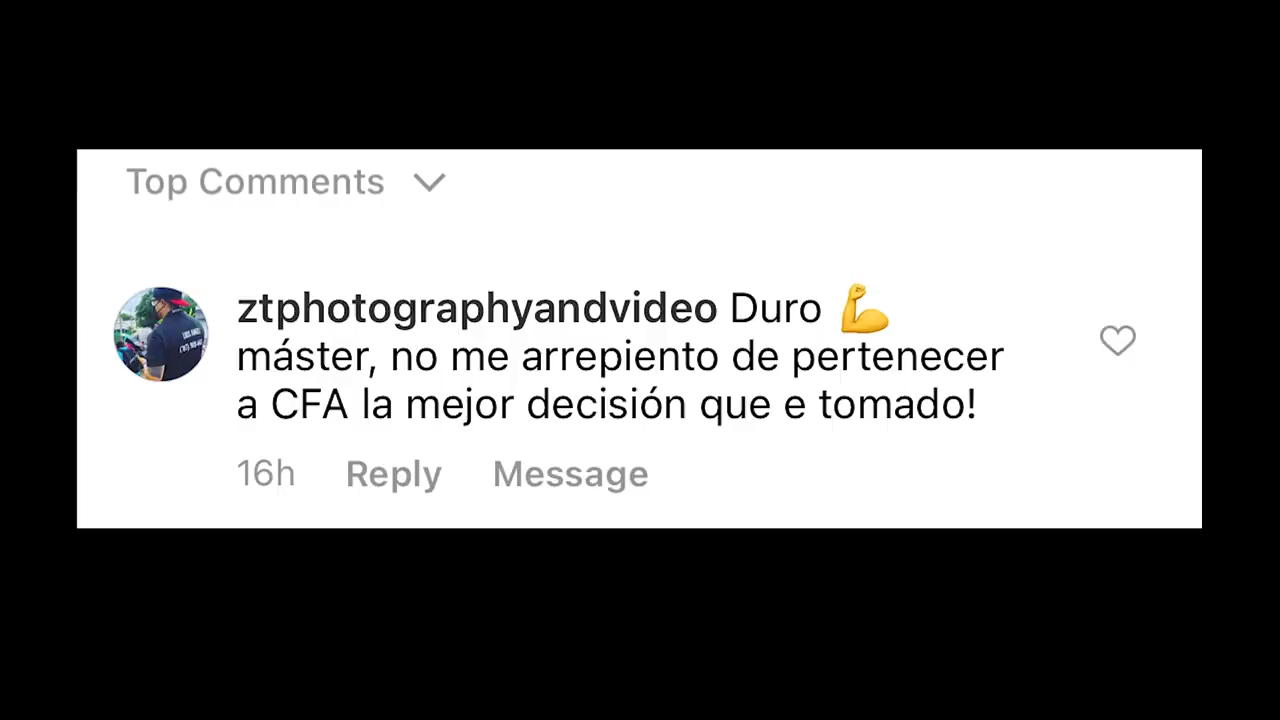 Top Comments
ztphotographyandvideo Duro 💪
máster, no me arrepiento de pertenecer
a CFA la mejor decisión que e tomado!
16h Reply Message